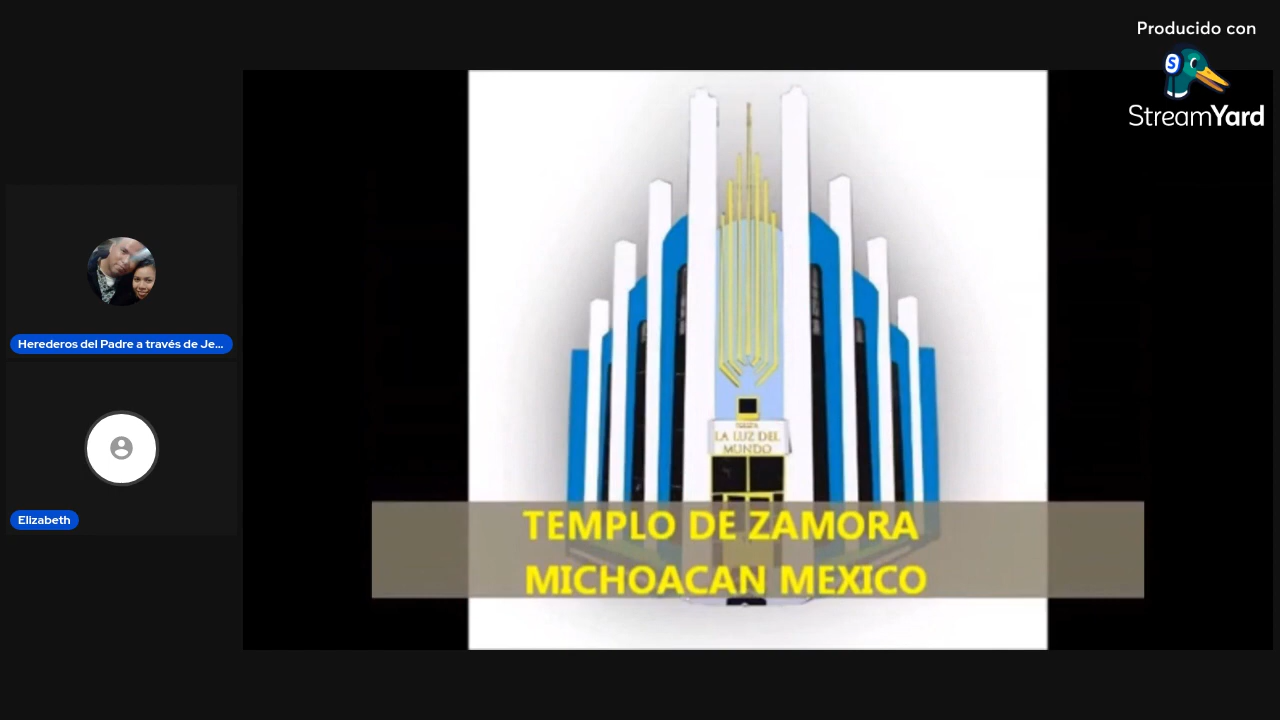 Producido con
S
StreamYard
LA LUZ DEL
MUNDO
Herederos del Padre a través de Je...
Elizabeth
TEMPLO DE ZAMORA
MICHOACAN MEXICO